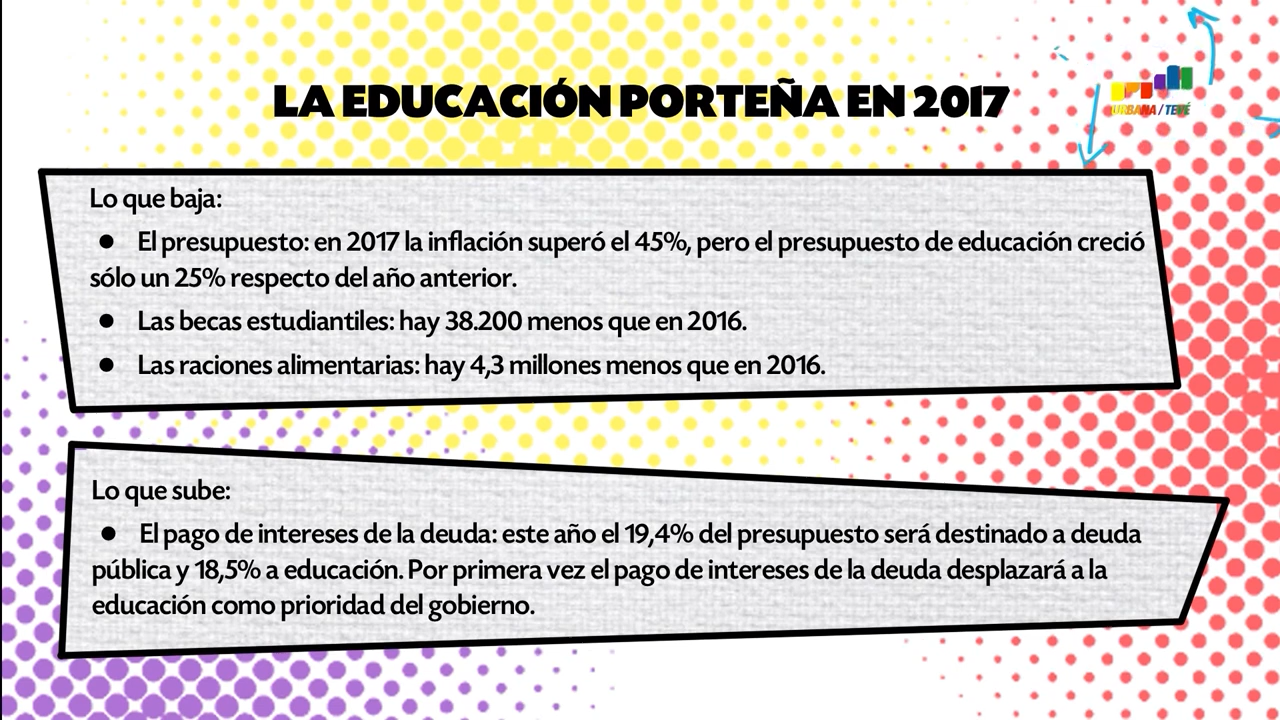 LA EDUCACIÓN PORTEÑA EN 2017
URBANA / TEVÉ
Lo que baja:
● El presupuesto: en 2017 la inflación superó el 45%, pero el presupuesto de educación creció
sólo un 25% respecto del año anterior.
● Las becas estudiantiles: hay 38.200 menos que en 2016.
● Las raciones alimentarias: hay 4,3 millones menos que en 2016.
Lo que sube:
● El pago de intereses de la deuda: este año el 19,4% del presupuesto será destinado a deuda
pública y 18,5% a educación. Por primera vez el pago de intereses de la deuda desplazará a la
educación como prioridad del gobierno.